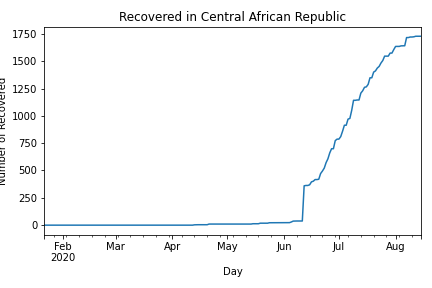 Recovered in Central African Republic
Number of Recovered
1750
1500
1250
1000
750
500
250
0
Feb Mar Apr May Jun Jul Aug
2020
Day